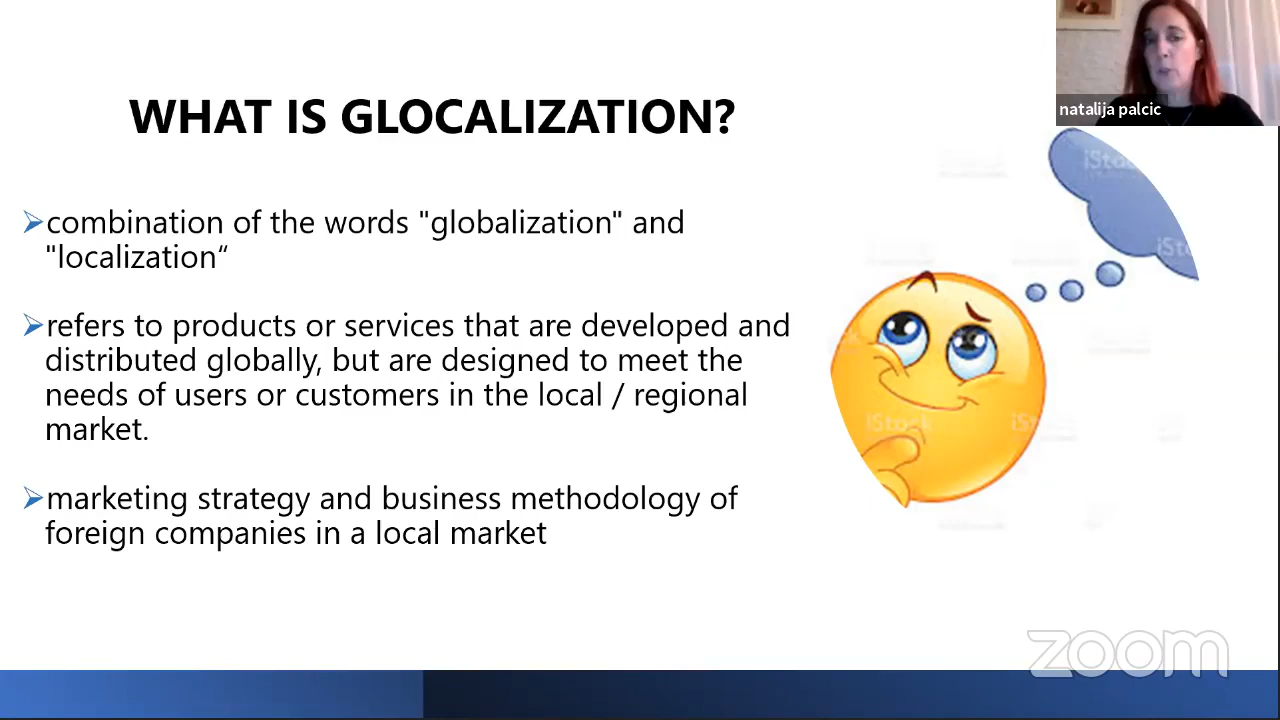 natalija palcic
WHAT IS GLOCALIZATION?
combination of the words "globalization" and
"localization“
refers to products or services that are developed and
distributed globally, but are designed to meet the
needs of users or customers in the local / regional
market.
marketing strategy and business methodology of
foreign companies in a local market
iStock
iStock
zoom